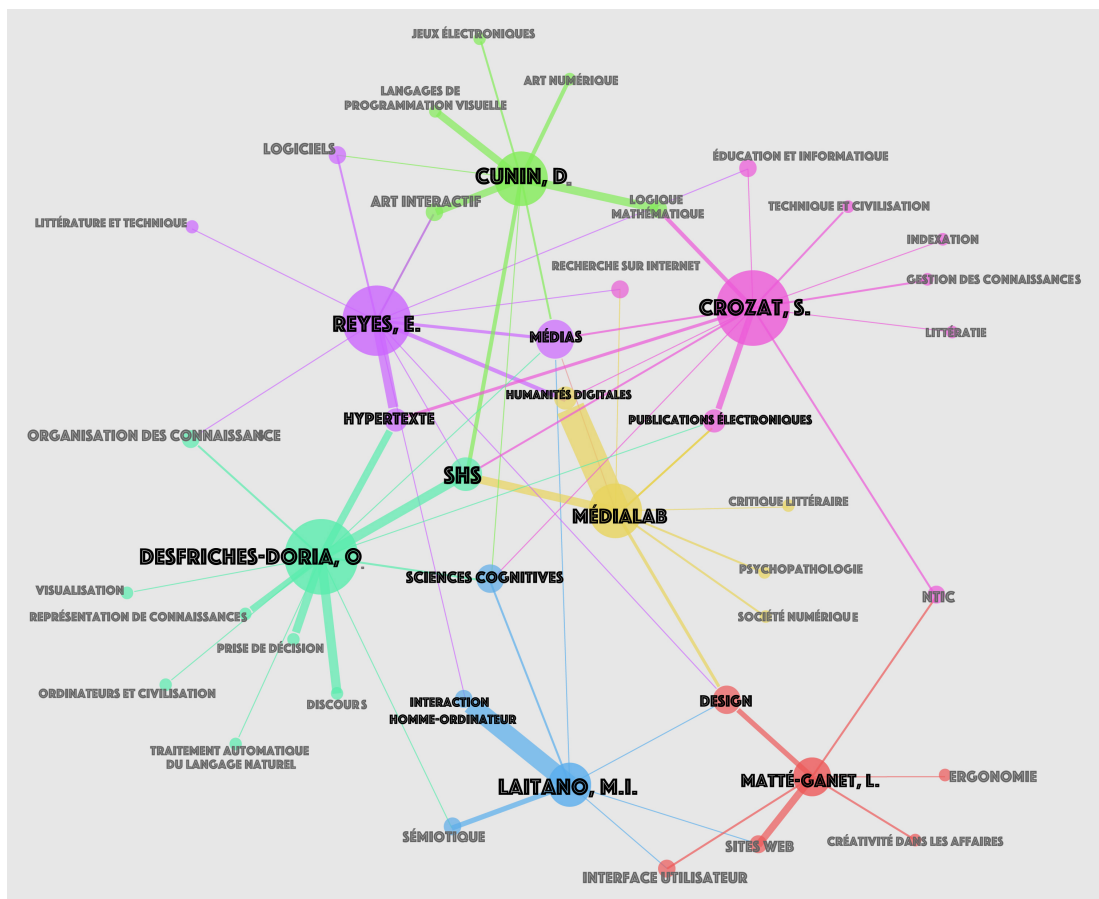 JEUX ÉLECTRONIQUES
ART NUMÉRIQUE
LANGAGES DE
PROGRAMMATION VISUELLE
LOGICIELS
ÉDUCATION ET INFORMATIQUE
CUNIN, D.
ART INTERACTIF
LOGIQUE
MATHÉMATIQUE
TECHNIQUE ET CIVILISATION
LITTÉRATURE ET TECHNIQUE
INDEXATION
RECHERCHE SUR INTERNET
GESTION DES CONNAISSANCES
CROZAT, S.
REYES, E.
MÉDIAS
LITTÉRATIE
HUMANITÉS DIGITALES
HYPERTEXTE
PUBLICATIONS ÉLECTRONIQUES
ORGANISATION DES CONNAISSANCE
SHS
CRITIQUE LITTÉRAIRE
MÉDIALAB
DESFRICHES-DORIA, O.
PSYCHOPATHOLOGIE
SCIENCES COGNITIVES
VISUALISATION
NTIC
REPRÉSENTATION DE CONNAISSANCES
SOCIÉTÉ NUMÉRIQUE
PRISE DE DÉCISION
ORDINATEURS ET CIVILISATION
DISCOURS
INTERACTION
HOMME-ORDINATEUR
DESIGN
TRAITEMENT AUTOMATIQUE
DU LANGAGE NATUREL
LAITANO, M.I.
MATTÉ-GANET, L.
ERGONOMIE
SÉMIOTIQUE
SITES WEB
CRÉATIVITÉ DANS LES AFFAIRES
INTERFACE UTILISATEUR